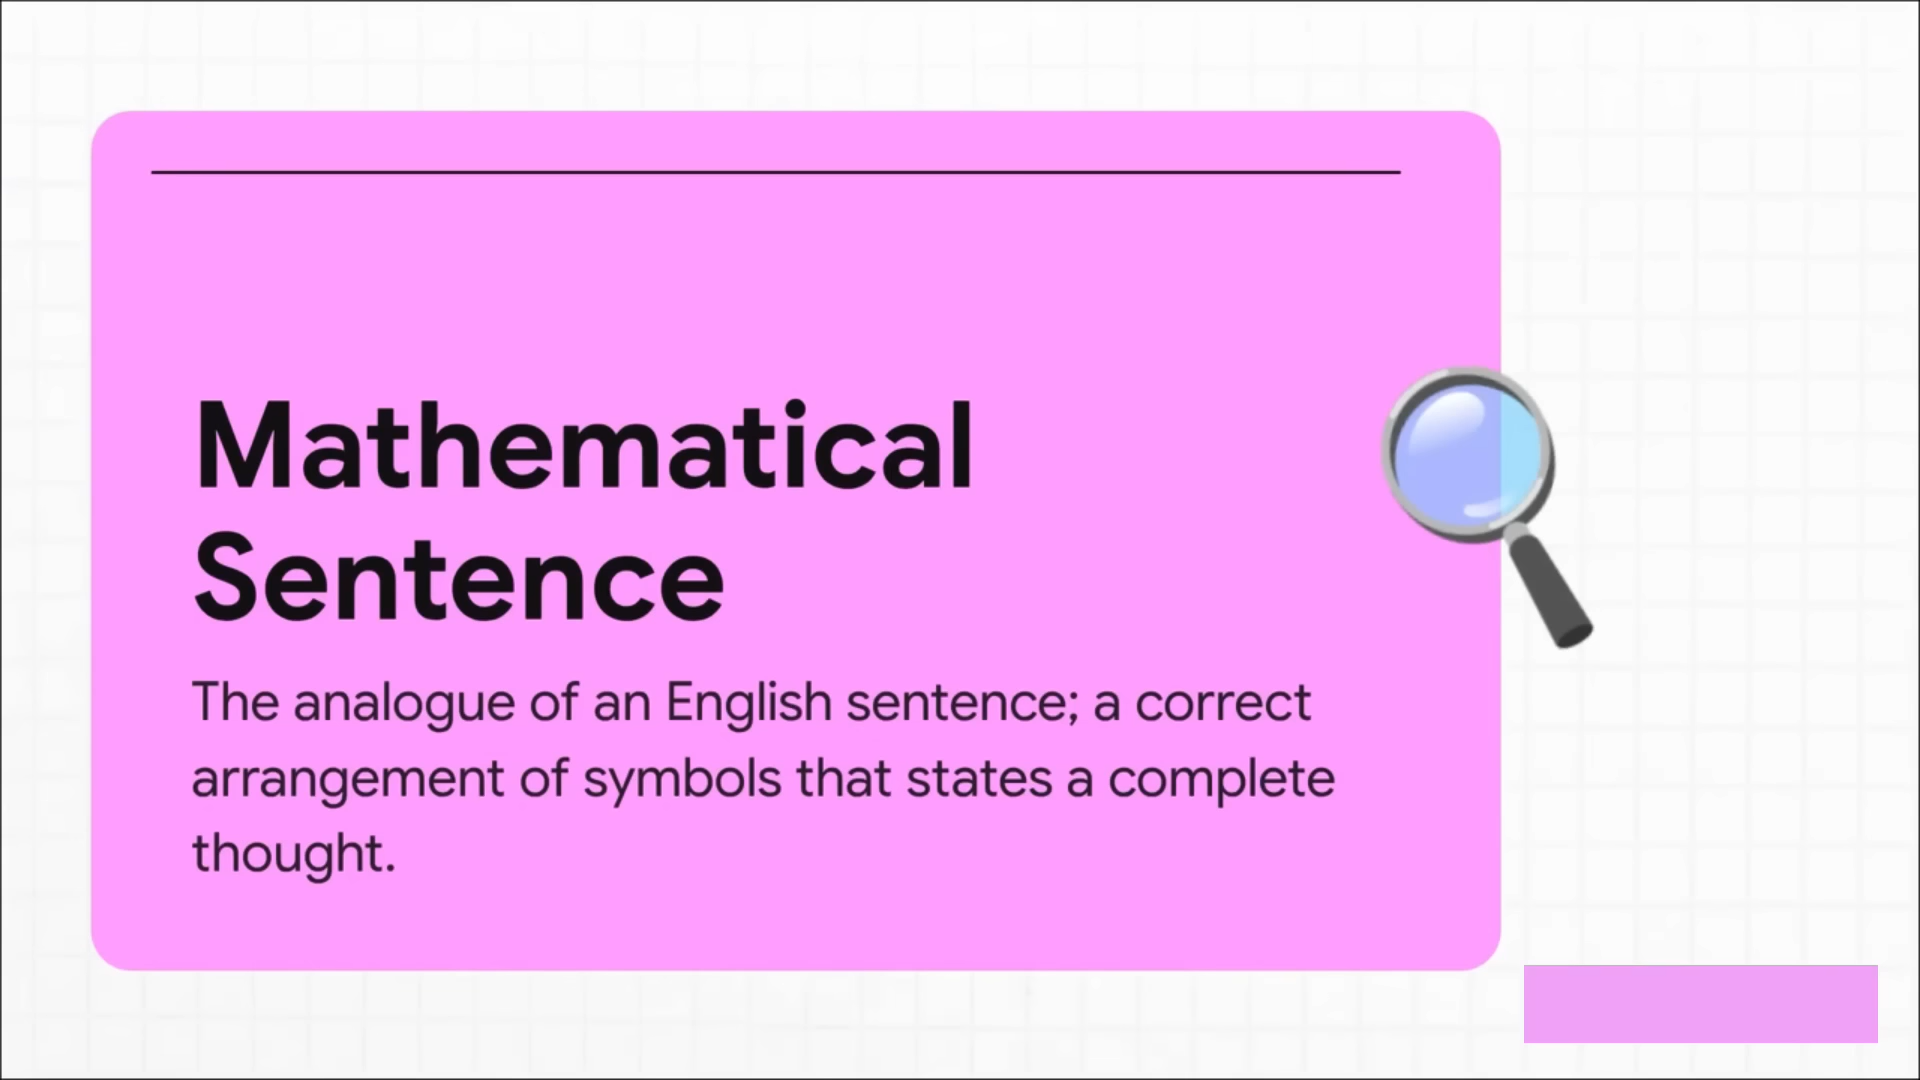 Mathematical
Sentence
The analogue of an English sentence; a correct
arrangement of symbols that states a complete
thought.